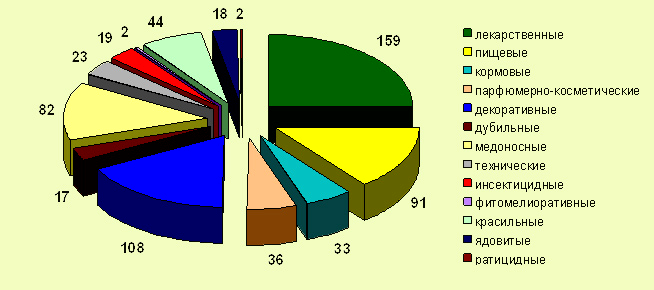 18 2
44
2
19
23
82
17
108
36
33
91
159
лекарственные
пищевые
кормовые
парфюмерно-косметические
декоративные
дубильные
медоносные
технические
инсектицидные
фитомелиоративные
красильные
ядовитые
ратицидные